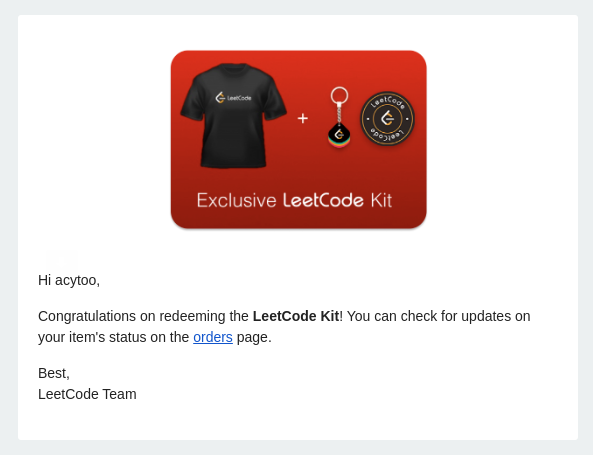 LeetCode
+
LeetCode
LeetCode
Exclusive LeetCode Kit
Hi acytoo,
Congratulations on redeeming the LeetCode Kit! You can check for updates on
your item's status on the orders page.
Best,
LeetCode Team